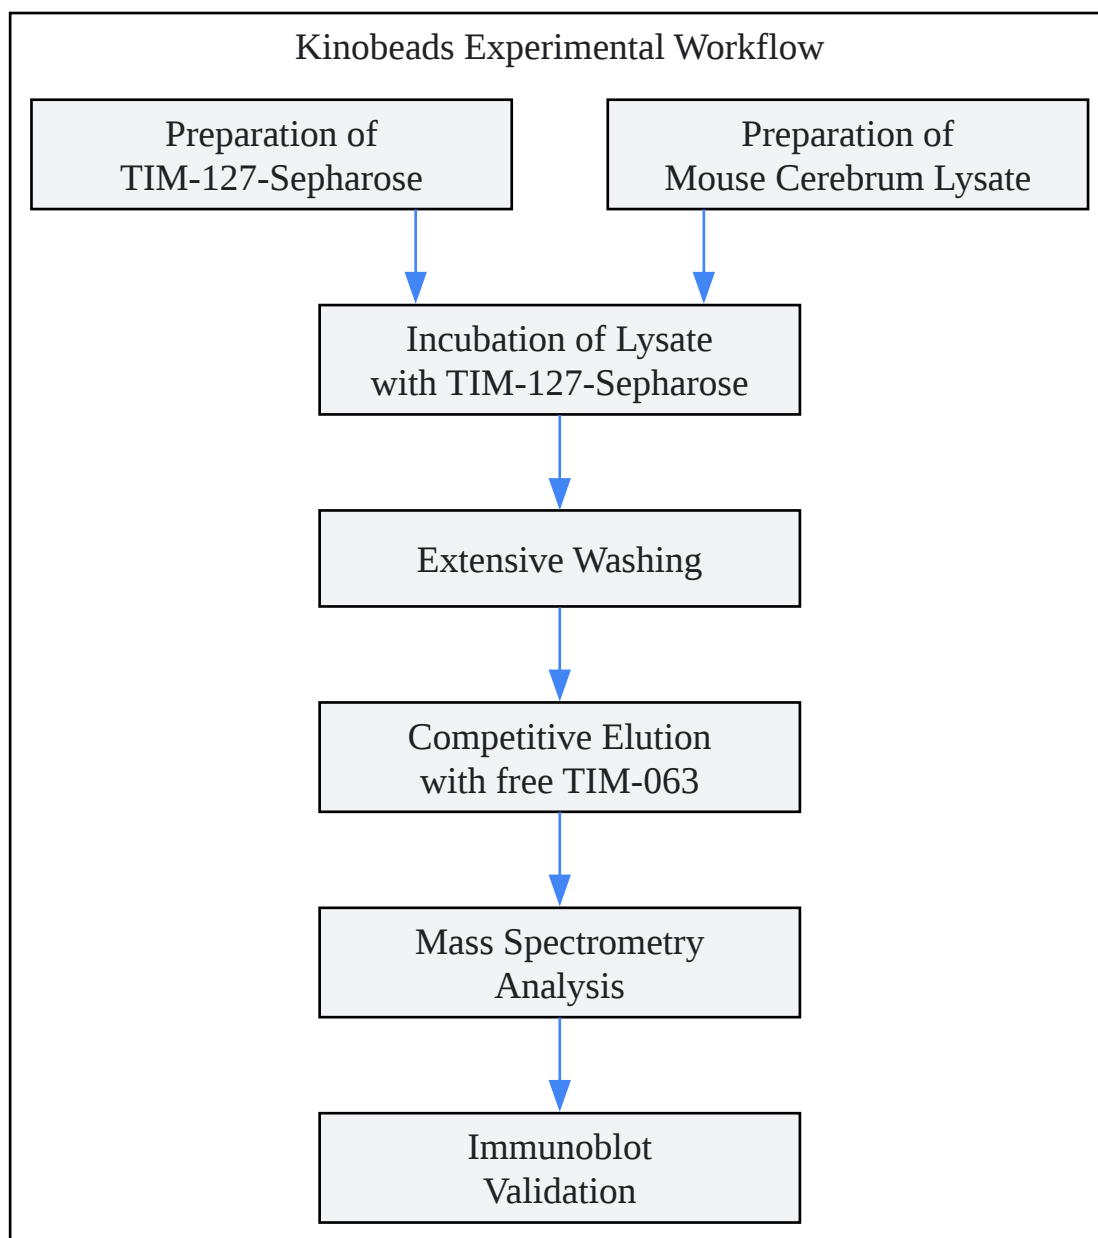 Kinobeads Experimental Workflow
Preparation of
TIM-127-Sepharose
Preparation of
Mouse Cerebrum Lysate
Incubation of Lysate
with TIM-127-Sepharose
Extensive Washing
Competitive Elution
with free TIM-063
Mass Spectrometry
Analysis
Immunoblot
Validation